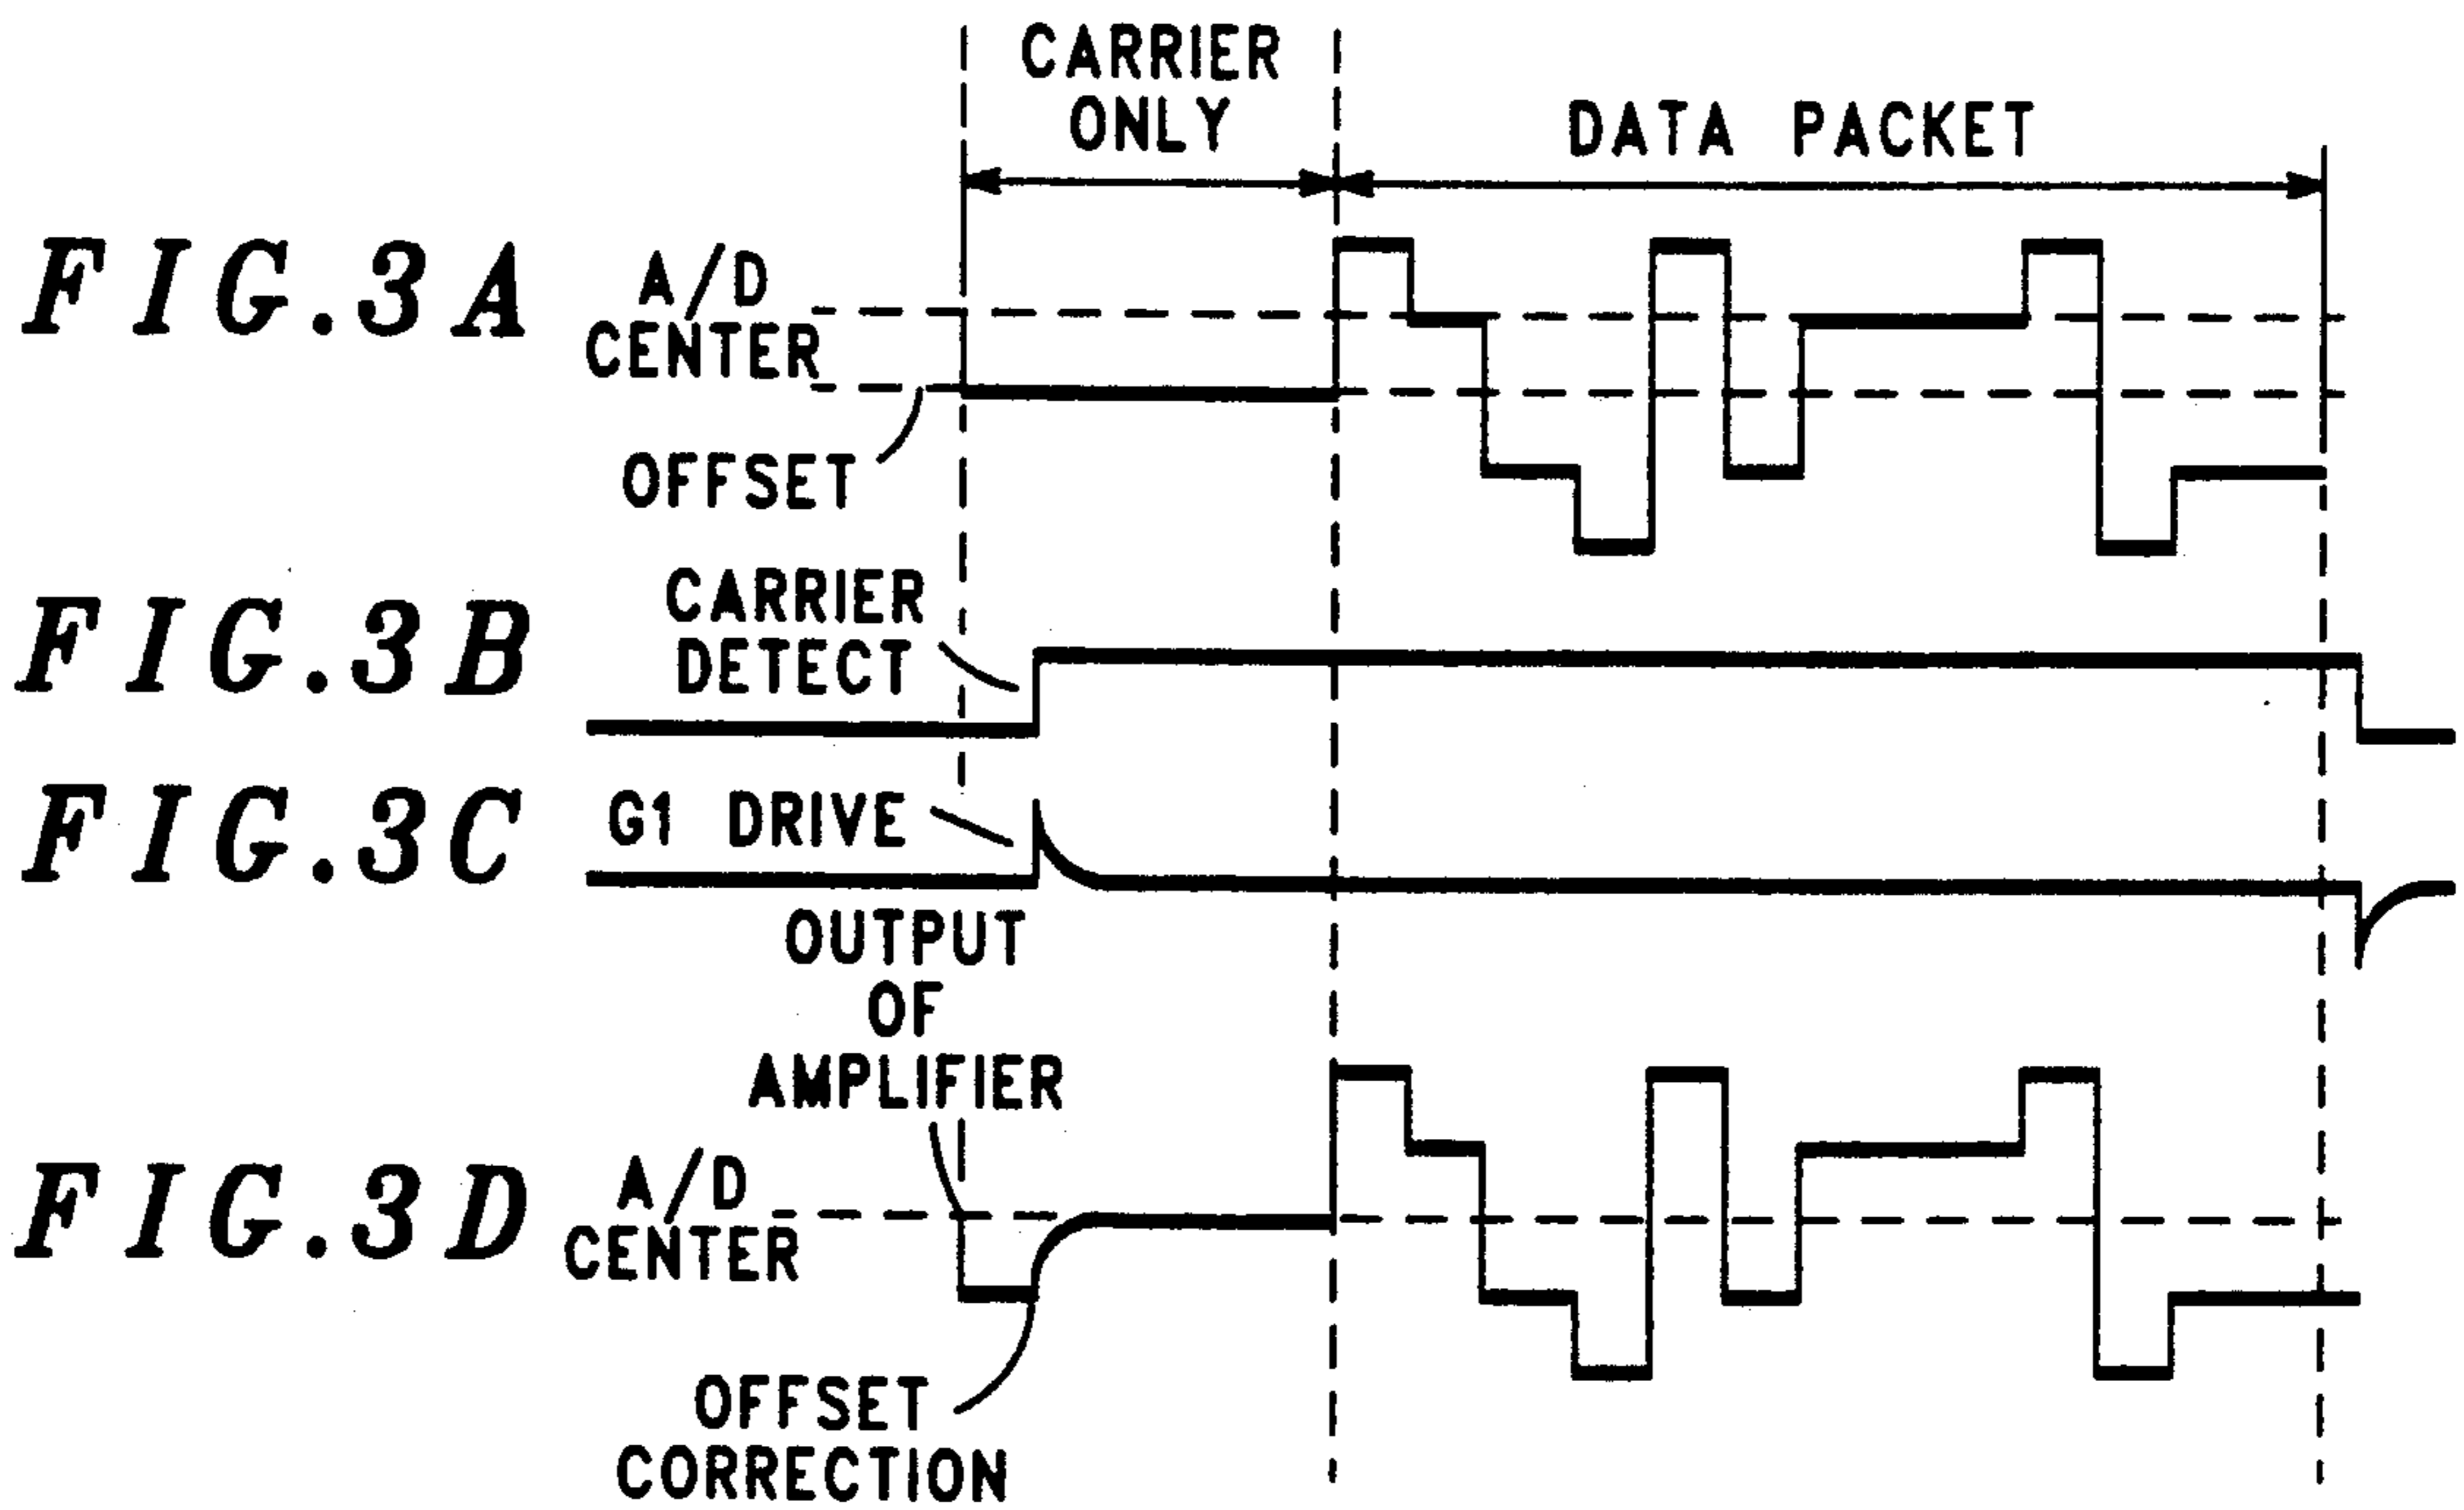 CARRIER
ONLY
DATA PACKET
FIG.3A
A/D
CENTER
OFFSET
FIG.3B
CARRIER
DETECT
FIG.3C
G1 DRIVE
OUTPUT
OF
AMPLIFIER
FIG.3D
A/D
CENTER
OFFSET
CORRECTION